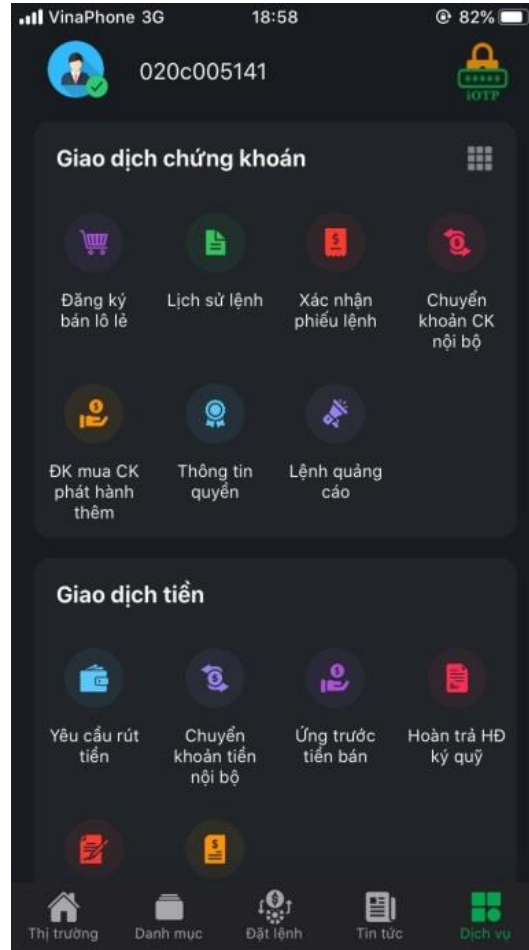 VinaPhone 3G 18:58 82%
020c005141
*****
iOTP
Giao dịch chứng khoán
Đăng ký
bán lô lẻ
Lịch sử lệnh
Xác nhận
phiếu lệnh
Chuyển
khoản CK
nội bộ
ĐK mua CK
phát hành
thêm
Thông tin
quyền
Lệnh quảng
cáo
Giao dịch tiền
Yêu cầu rút
tiền
Chuyển
khoản tiền
nội bộ
Ứng trước
tiền bán
Hoàn trả HĐ
ký quỹ
Thị trường
Danh mục
Đặt lệnh
Tin tức
Dịch vụ